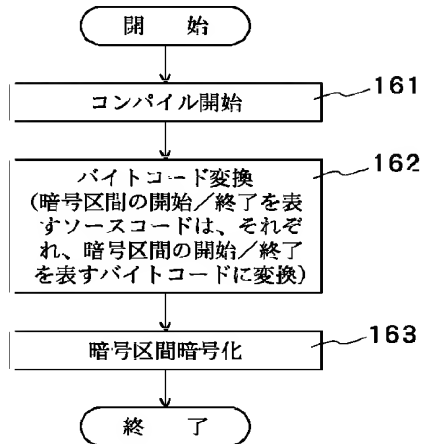 開始
コンパイル開始
161
バイトコード変換
162
(暗号区間の開始/終了を表
すソースコードは、それぞ
れ、暗号区間の開始/終了
を表すバイトコードに変換)
暗号区間暗号化
163
終了